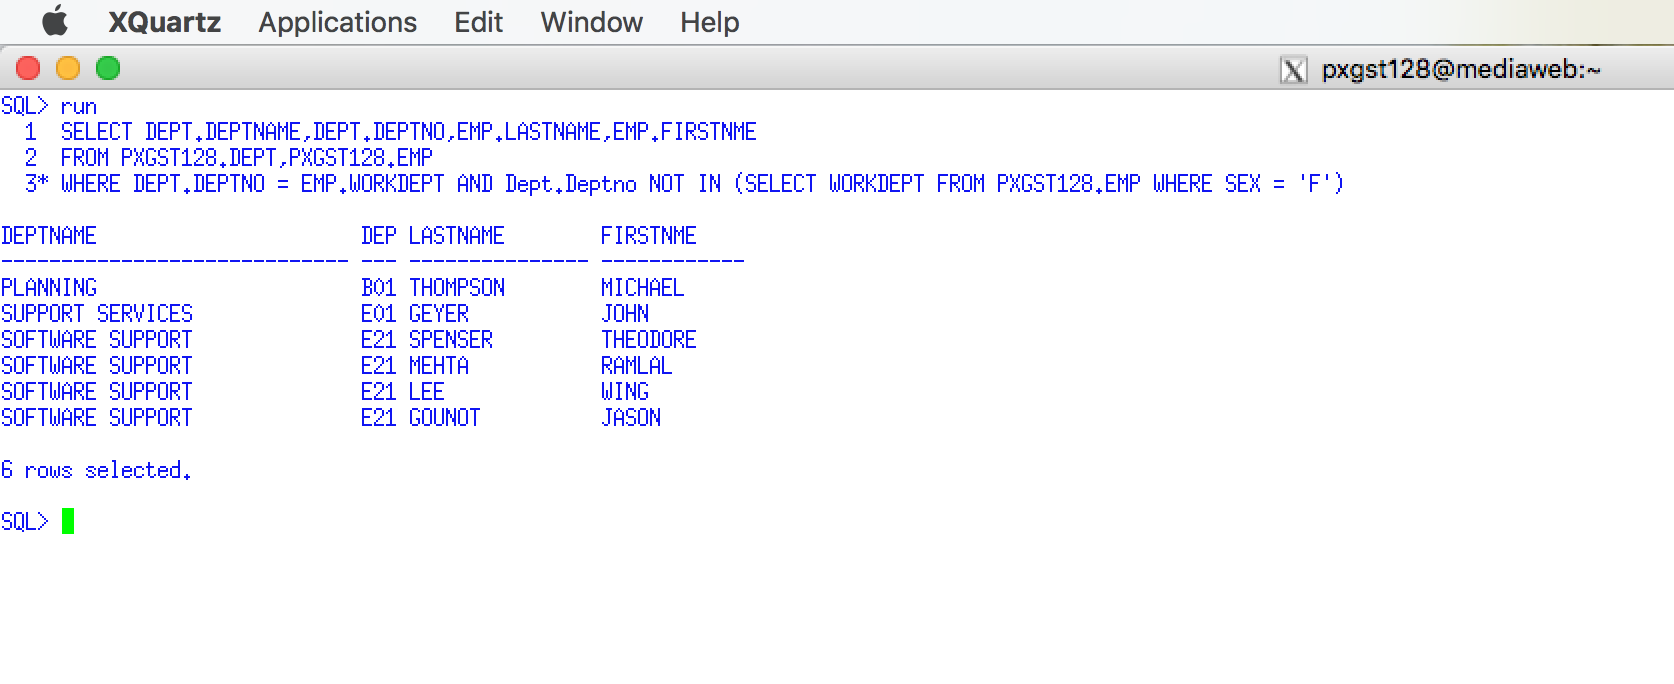 XQuartz Applications Edit Window Help
X pxgst128@mediaweb:~
SQL> run
  1  SELECT DEPT.DEPTNAME,DEPT.DEPTNO,EMP.LASTNAME,EMP.FIRSTNME
  2  FROM PXGST128.DEPT,PXGST128.EMP
  3* WHERE DEPT.DEPTNO = EMP.WORKDEPT AND Dept.Deptno NOT IN (SELECT WORKDEPT FROM PXGST128.EMP WHERE SEX = 'F')
DEPTNAME                      DEP LASTNAME        FIRSTNME
----------------------------- --- --------------- ------------
PLANNING                      B01 THOMPSON        MICHAEL
SUPPORT SERVICES              E01 GEYER           JOHN
SOFTWARE SUPPORT              E21 SPENSER         THEODORE
SOFTWARE SUPPORT              E21 MEHTA           RAMLAL
SOFTWARE SUPPORT              E21 LEE             WING
SOFTWARE SUPPORT              E21 GOUNOT          JASON
6 rows selected.
SQL>